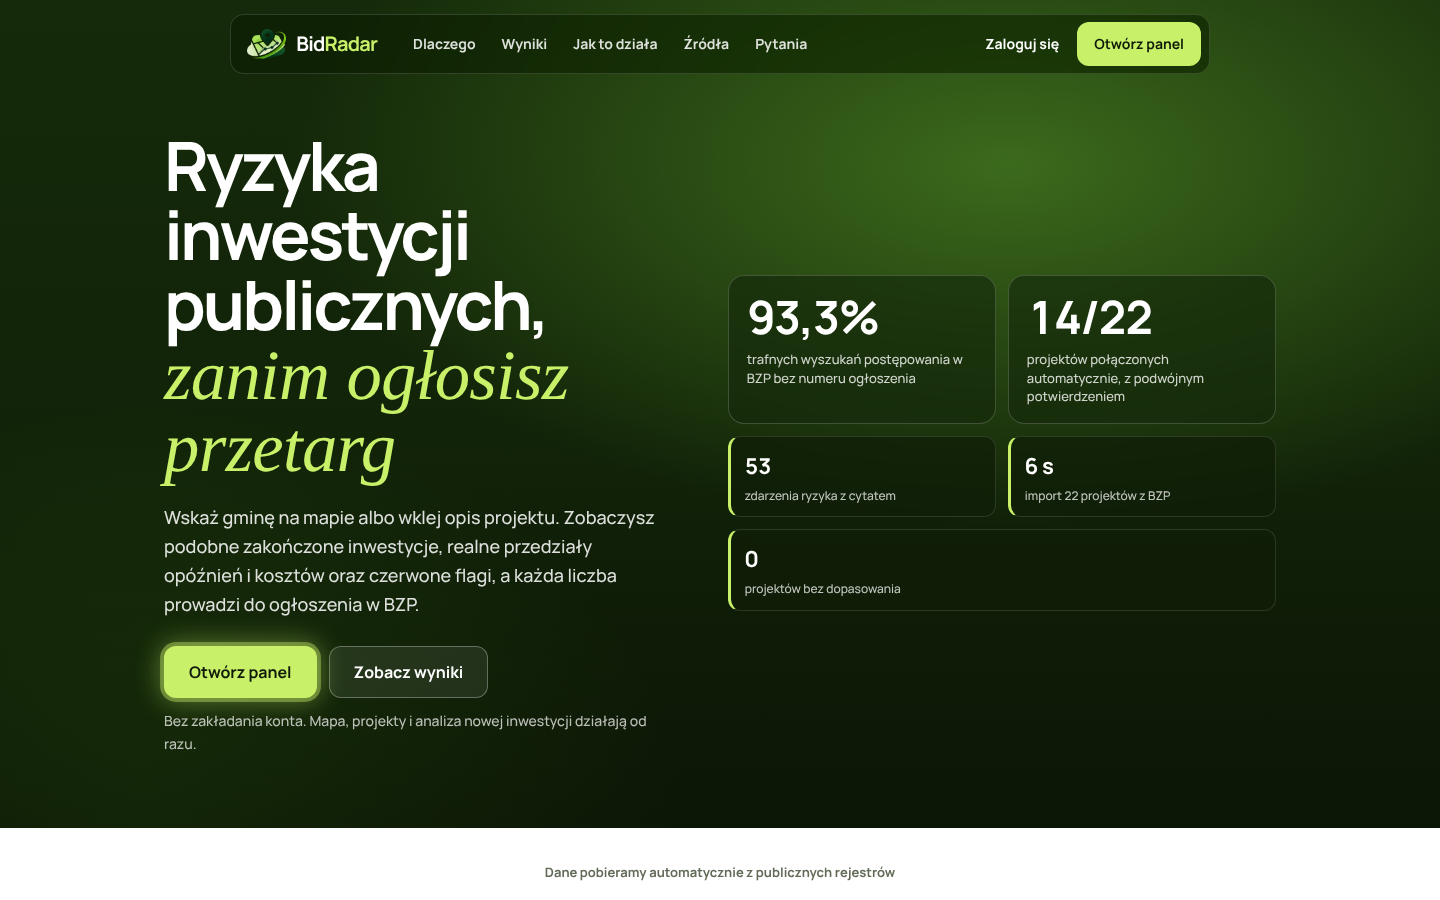 BidRadar
Dlaczego
Wyniki
Jak to działa
Źródła
Pytania
Zaloguj się
Otwórz panel
Ryzyka
inwestycji
publicznych,
zanim ogłosisz
przetarg
Wskaż gminę na mapie albo wklej opis projektu. Zobaczysz
podobne zakończone inwestycje, realne przedziały
opóźnień i kosztów oraz czerwone flagi, a każda liczba
prowadzi do ogłoszenia w BZP.
Otwórz panel
Zobacz wyniki
Bez zakładania konta. Mapa, projekty i analiza nowej inwestycji działają od
razu.
93,3%
trafnych wyszukań postępowania w
BZP bez numeru ogłoszenia
14/22
projektów połączonych
automatycznie, z podwójnym
potwierdzeniem
53
zdarzenia ryzyka z cytatem
6 s
import 22 projektów z BZP
0
projektów bez dopasowania
Dane pobieramy automatycznie z publicznych rejestrów